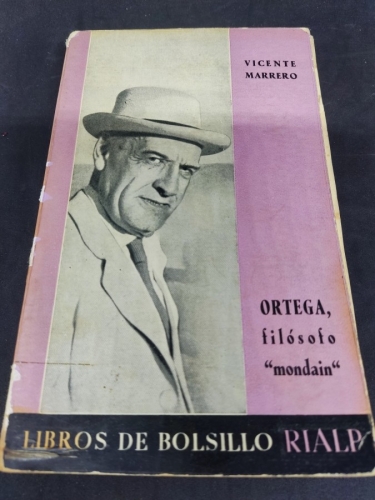 VICENTE
MARRERO
ORTEGA,
filósofo
"mondain"
LIBROS DE BOLSILLO RIALP